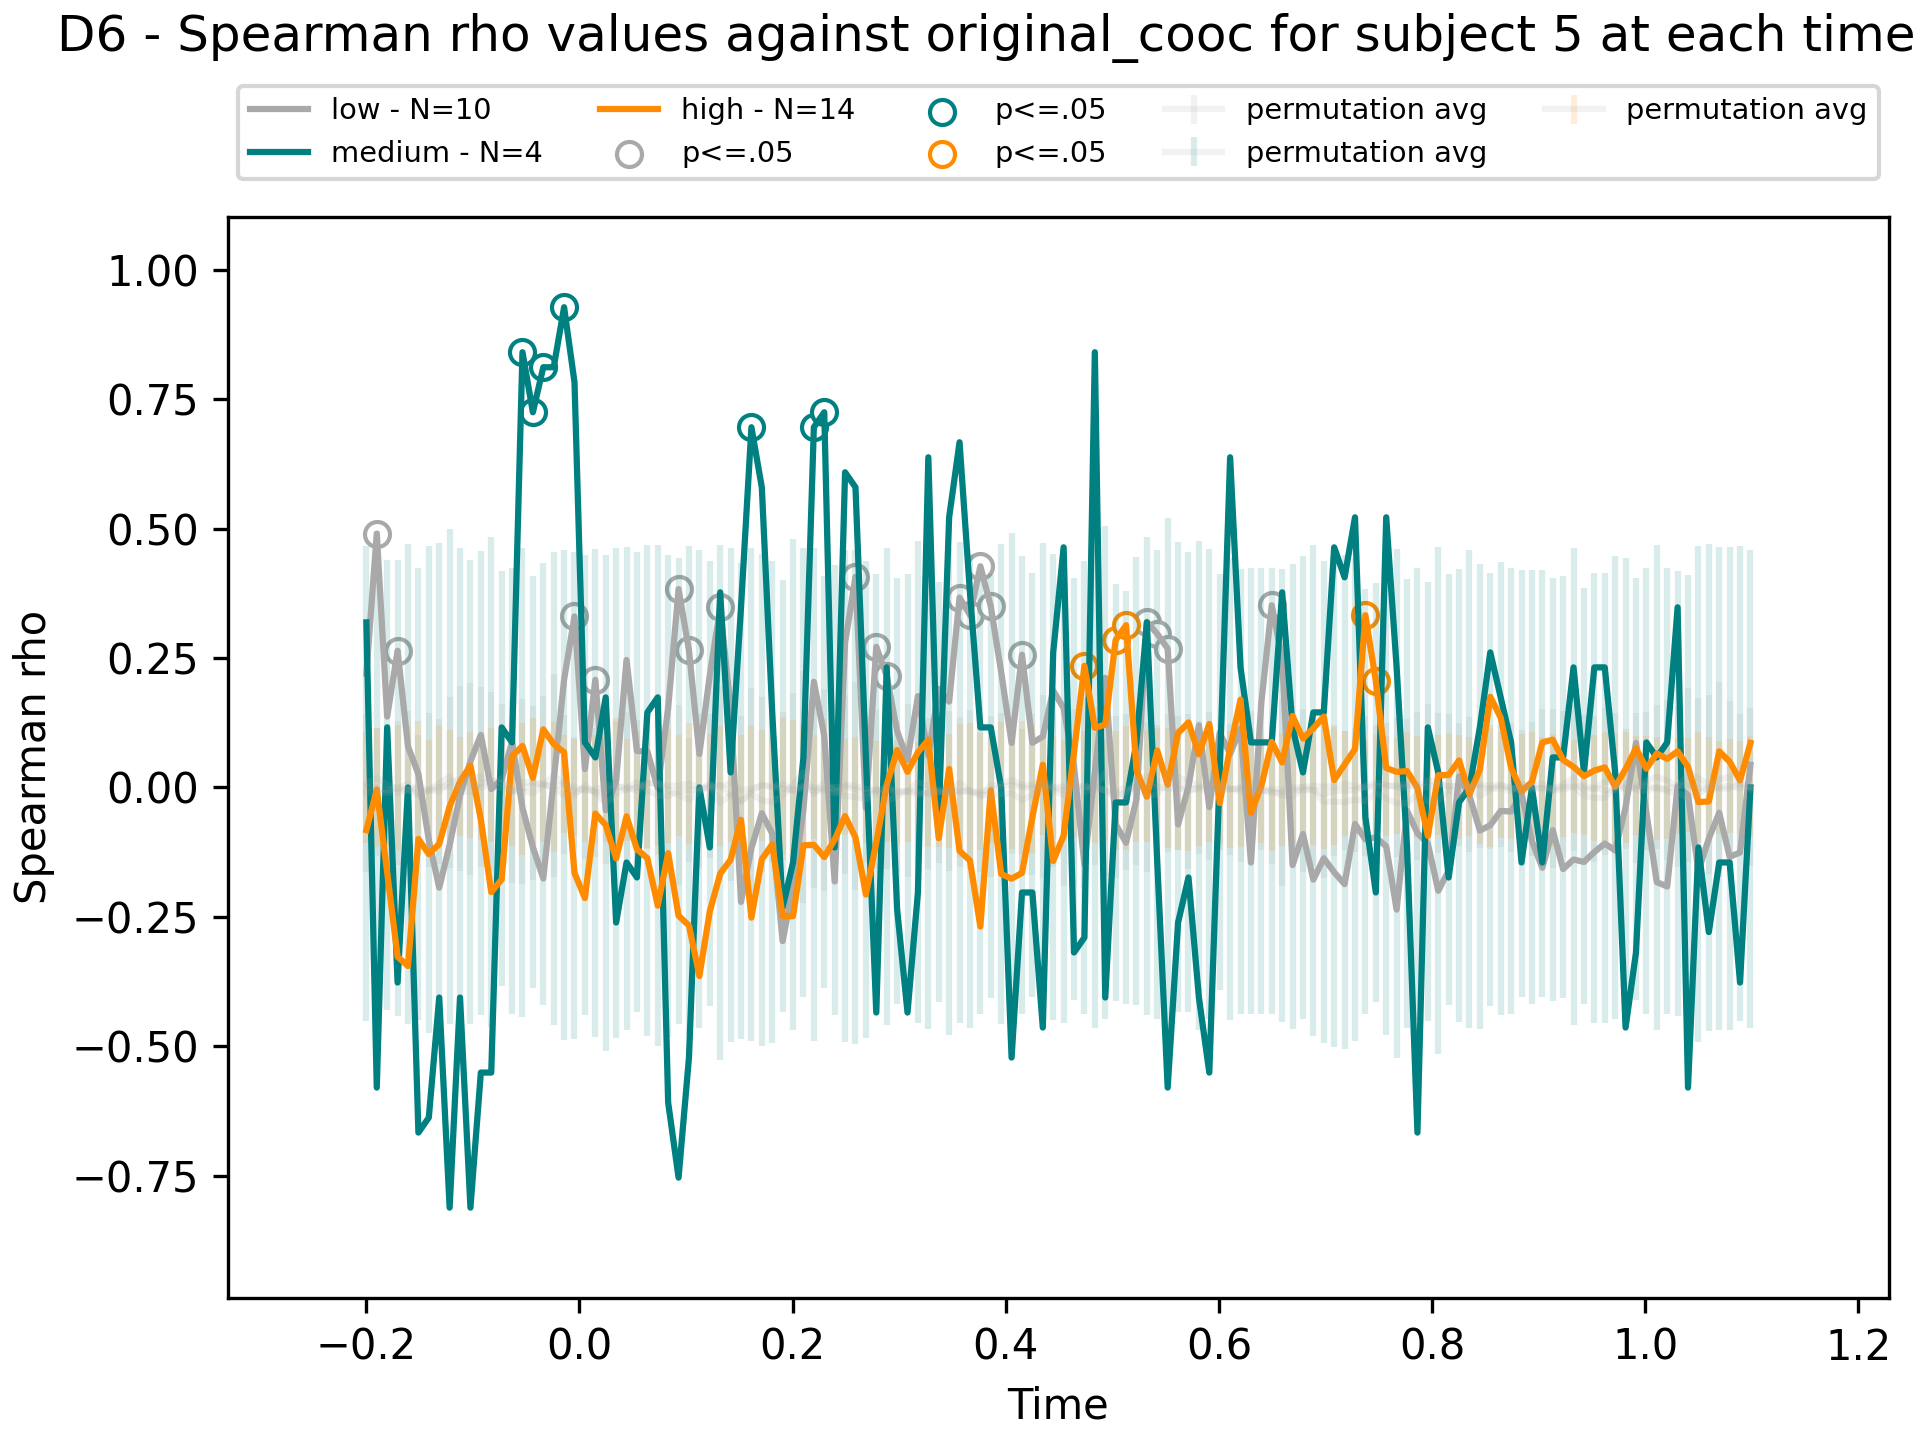 D6 - Spearman rho values against original_cooc for subject 5 at each time
low - N=10
medium - N=4
high - N=14
p<=.05
p<=.05
p<=.05
permutation avg
permutation avg
permutation avg
1.00
0.75
0.50
0.25
0.00
−0.25
−0.50
−0.75
Spearman rho
−0.2 0.0 0.2 0.4 0.6 0.8 1.0 1.2
Time